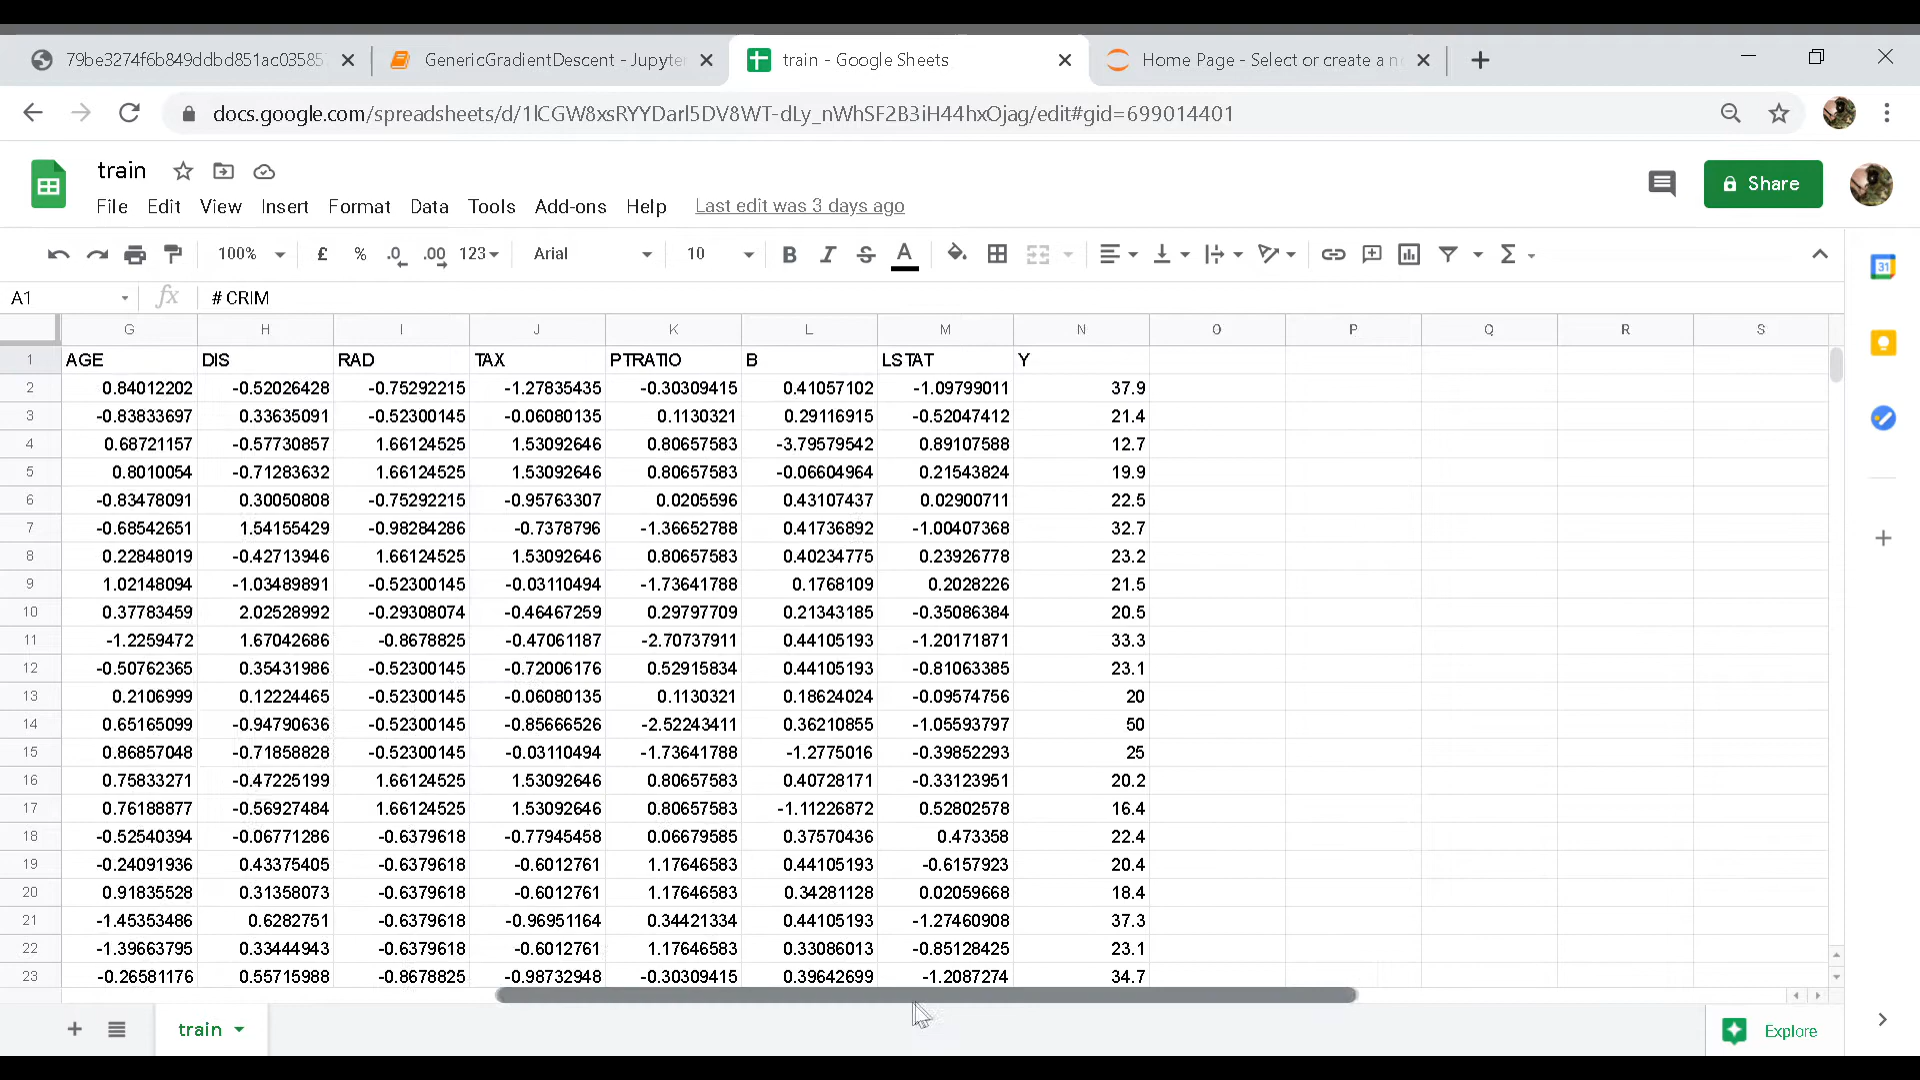 79be3274f6b849ddbd851ac03585
GenericGradientDescent - Jupyte
train - Google Sheets
Home Page - Select or create a n
docs.google.com/spreadsheets/d/1lCGW8xsRYYDarl5DV8WT-dLy_nWhSF2B3iH44hxOjag/edit#gid=699014401
train
Share
File Edit View Insert Format Data Tools Add-ons Help Last edit was 3 days ago
100% £ % .0 .00 123 Arial 10 B I S A Σ
31
A1 fx # CRIM
G H I J K L M N O P Q R S
1 AGE DIS RAD TAX PTRATIO B LSTAT Y
2 0.84012202 -0.52026428 -0.75292215 -1.27835435 -0.30309415 0.41057102 -1.09799011 37.9
3 -0.83833697 0.33635091 -0.52300145 -0.06080135 0.1130321 0.29116915 -0.52047412 21.4
4 0.68721157 -0.57730857 1.66124525 1.53092646 0.80657583 -3.79579542 0.89107588 12.7
5 0.8010054 -0.71283632 1.66124525 1.53092646 0.80657583 -0.06604964 0.21543824 19.9
6 -0.83478091 0.30050808 -0.75292215 -0.95763307 0.0205596 0.43107437 0.02900711 22.5
7 -0.68542651 1.54155429 -0.98284286 -0.7378796 -1.36652788 0.41736892 -1.00407368 32.7
8 0.22848019 -0.42713946 1.66124525 1.53092646 0.80657583 0.40234775 0.23926778 23.2
9 1.02148094 -1.03489891 -0.52300145 -0.03110494 -1.73641788 0.1768109 0.2028226 21.5
10 0.37783459 2.02528992 -0.29308074 -0.46467259 0.29797709 0.21343185 -0.35086384 20.5
11 -1.2259472 1.67042686 -0.8678825 -0.47061187 -2.70737911 0.44105193 -1.20171871 33.3
12 -0.50762365 0.35431986 -0.52300145 -0.72006176 0.52915834 0.44105193 -0.81063385 23.1
13 0.2106999 0.12224465 -0.52300145 -0.06080135 0.1130321 0.18624024 -0.09574756 20
14 0.65165099 -0.94790636 -0.52300145 -0.85666526 -2.52243411 0.36210855 -1.05593797 50
15 0.86857048 -0.71858828 -0.52300145 -0.03110494 -1.73641788 -1.2775016 -0.39852293 25
16 0.75833271 -0.47225199 1.66124525 1.53092646 0.80657583 0.40728171 -0.33123951 20.2
17 0.76188877 -0.56927484 1.66124525 1.53092646 0.80657583 -1.11226872 0.52802578 16.4
18 -0.52540394 -0.06771286 -0.6379618 -0.77945458 0.06679585 0.37570436 0.473358 22.4
19 -0.24091936 0.43375405 -0.6379618 -0.6012761 1.17646583 0.44105193 -0.6157923 20.4
20 0.91835528 0.31358073 -0.6379618 -0.6012761 1.17646583 0.34281128 0.02059668 18.4
21 -1.45353486 0.6282751 -0.6379618 -0.96951164 0.34421334 0.44105193 -1.27460908 37.3
22 -1.39663795 0.33444943 -0.6379618 -0.6012761 1.17646583 0.33086013 -0.85128425 23.1
23 -0.26581176 0.55715988 -0.8678825 -0.98732948 -0.30309415 0.39642699 -1.2087274 34.7
train
Explore